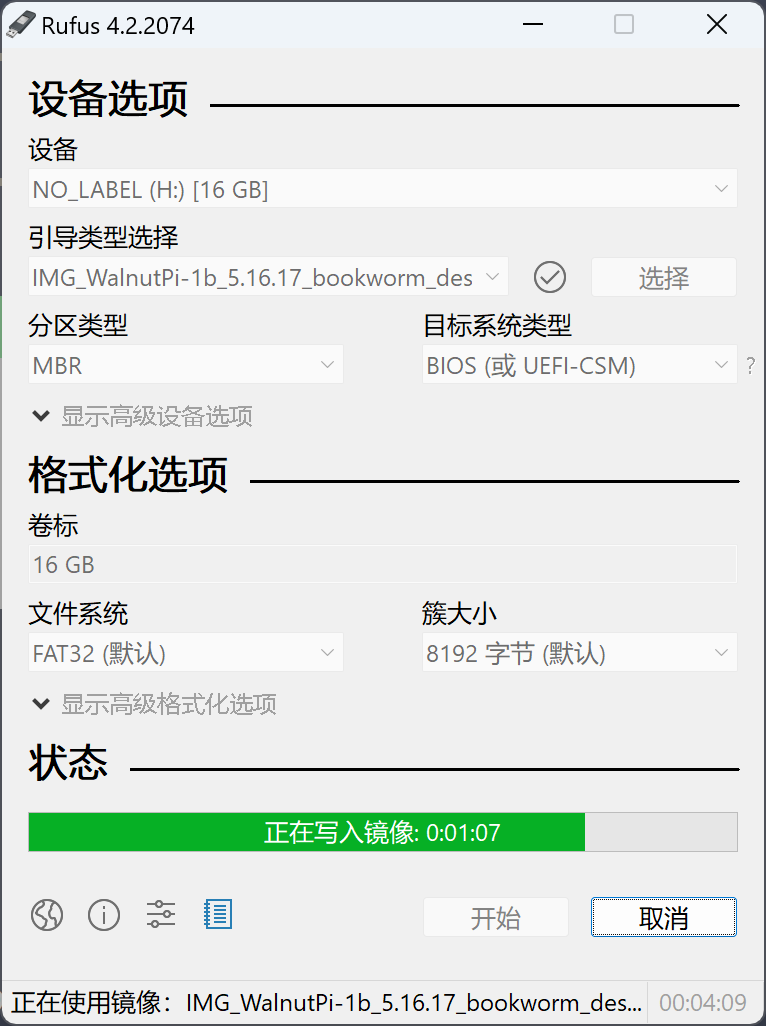 Rufus 4.2.2074
设备选项
设备
NO_LABEL (H:) [16 GB]
引导类型选择
IMG_WalnutPi-1b_5.16.17_bookworm_des
选择
分区类型
目标系统类型
MBR
BIOS (或 UEFI-CSM)
?
显示高级设备选项
格式化选项
卷标
16 GB
文件系统
簇大小
FAT32 (默认)
8192 字节 (默认)
显示高级格式化选项
状态
正在写入镜像: 0:01:07
开始
取消
正在使用镜像：IMG_WalnutPi-1b_5.16.17_bookworm_des...
00:04:09